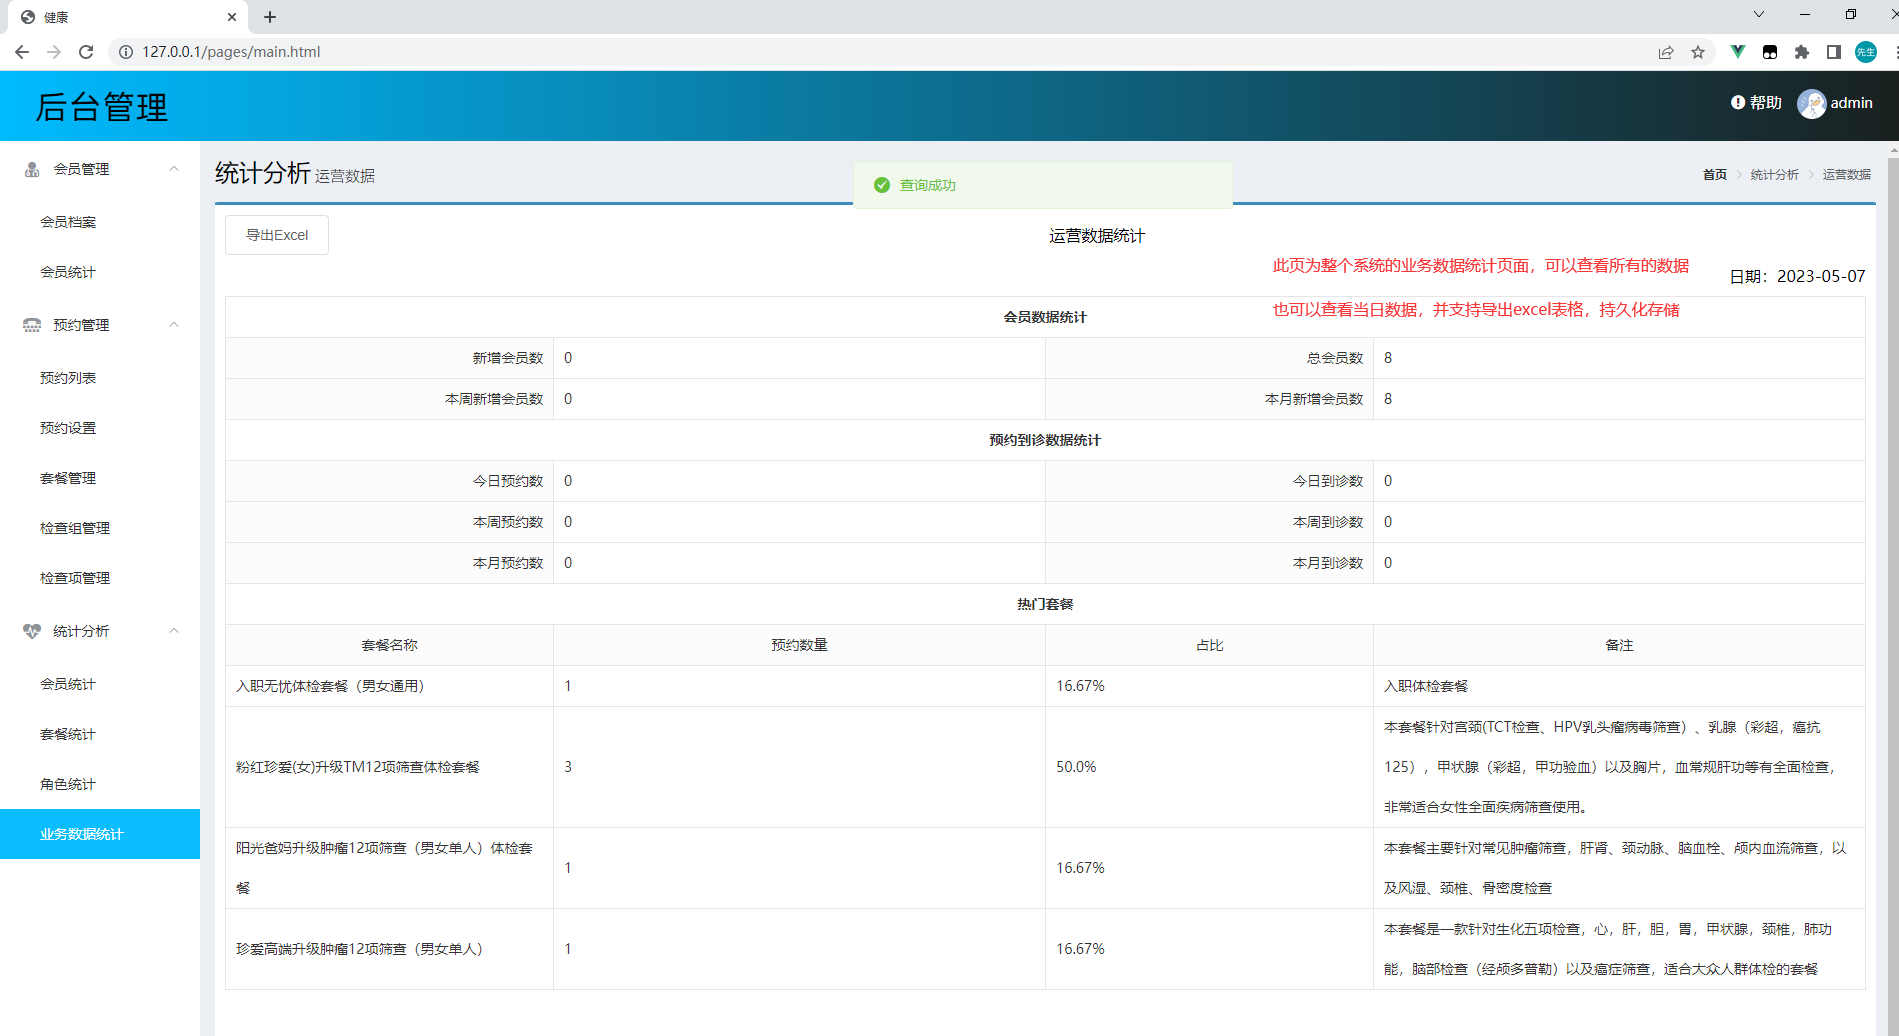 健康
127.0.0.1/pages/main.html
先生
后台管理
帮助
admin
会员管理
会员档案
会员统计
预约管理
预约列表
预约设置
套餐管理
检查组管理
检查项管理
统计分析
会员统计
套餐统计
角色统计
业务数据统计
统计分析 运营数据
查询成功
首页 > 统计分析 > 运营数据
导出Excel
运营数据统计
此页为整个系统的业务数据统计页面，可以查看所有的数据
日期：2023-05-07
也可以查看当日数据，并支持导出excel表格，持久化存储
会员数据统计
新增会员数 0 总会员数 8
本周新增会员数 0 本月新增会员数 8
预约到诊数据统计
今日预约数 0 今日到诊数 0
本周预约数 0 本周到诊数 0
本月预约数 0 本月到诊数 0
热门套餐
套餐名称 预约数量 占比 备注
入职无忧体检套餐（男女通用） 1 16.67% 入职体检套餐
粉红珍爱(女)升级TM12项筛查体检套餐 3 50.0%
本套餐针对宫颈(TCT检查、HPV乳头瘤病毒筛查）、乳腺（彩超，癌抗
125），甲状腺（彩超，甲功验血）以及胸片，血常规肝功等有全面检查，
非常适合女性全面疾病筛查使用。
阳光爸妈升级肿瘤12项筛查（男女单人）体检套
餐
1 16.67%
本套餐主要针对常见肿瘤筛查，肝肾、颈动脉、脑血栓、颅内血流筛查，以
及风湿、颈椎、骨密度检查
珍爱高端升级肿瘤12项筛查（男女单人） 1 16.67%
本套餐是一款针对生化五项检查，心，肝，胆，胃，甲状腺，颈椎，肺功
能，脑部检查（经颅多普勒）以及癌症筛查，适合大众人群体检的套餐